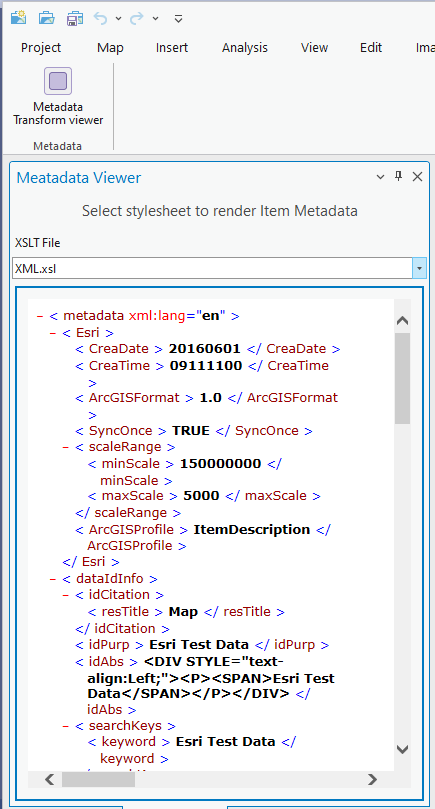 Project Map Insert Analysis View Edit Ima
Metadata
Transform viewer
Metadata
Meatadata Viewer
Select stylesheet to render Item Metadata
XSLT File
XML.xsl
− < metadata xml:lang="en" >
− < Esri >
< CreaDate > 20160601 </ CreaDate >
< CreaTime > 09111100 </ CreaTime
>
< ArcGISFormat > 1.0 </ ArcGISFormat
>
< SyncOnce > TRUE </ SyncOnce >
− < scaleRange >
< minScale > 150000000 </
minScale >
< maxScale > 5000 </ maxScale >
</ scaleRange >
< ArcGISProfile > ItemDescription </
ArcGISProfile >
</ Esri >
− < dataIdInfo >
− < idCitation >
< resTitle > Map </ resTitle >
</ idCitation >
< idPurp > Esri Test Data </ idPurp >
< idAbs > <DIV STYLE="text-
align:Left;"><P><SPAN>Esri Test
Data</SPAN></P></DIV> </
idAbs >
− < searchKeys >
< keyword > Esri Test Data </
keyword >